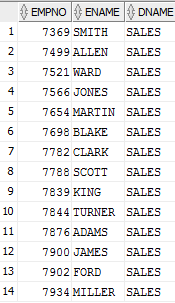 EMPNO ENAME DNAME
1 7369 SMITH SALES
2 7499 ALLEN SALES
3 7521 WARD SALES
4 7566 JONES SALES
5 7654 MARTIN SALES
6 7698 BLAKE SALES
7 7782 CLARK SALES
8 7788 SCOTT SALES
9 7839 KING SALES
10 7844 TURNER SALES
11 7876 ADAMS SALES
12 7900 JAMES SALES
13 7902 FORD SALES
14 7934 MILLER SALES